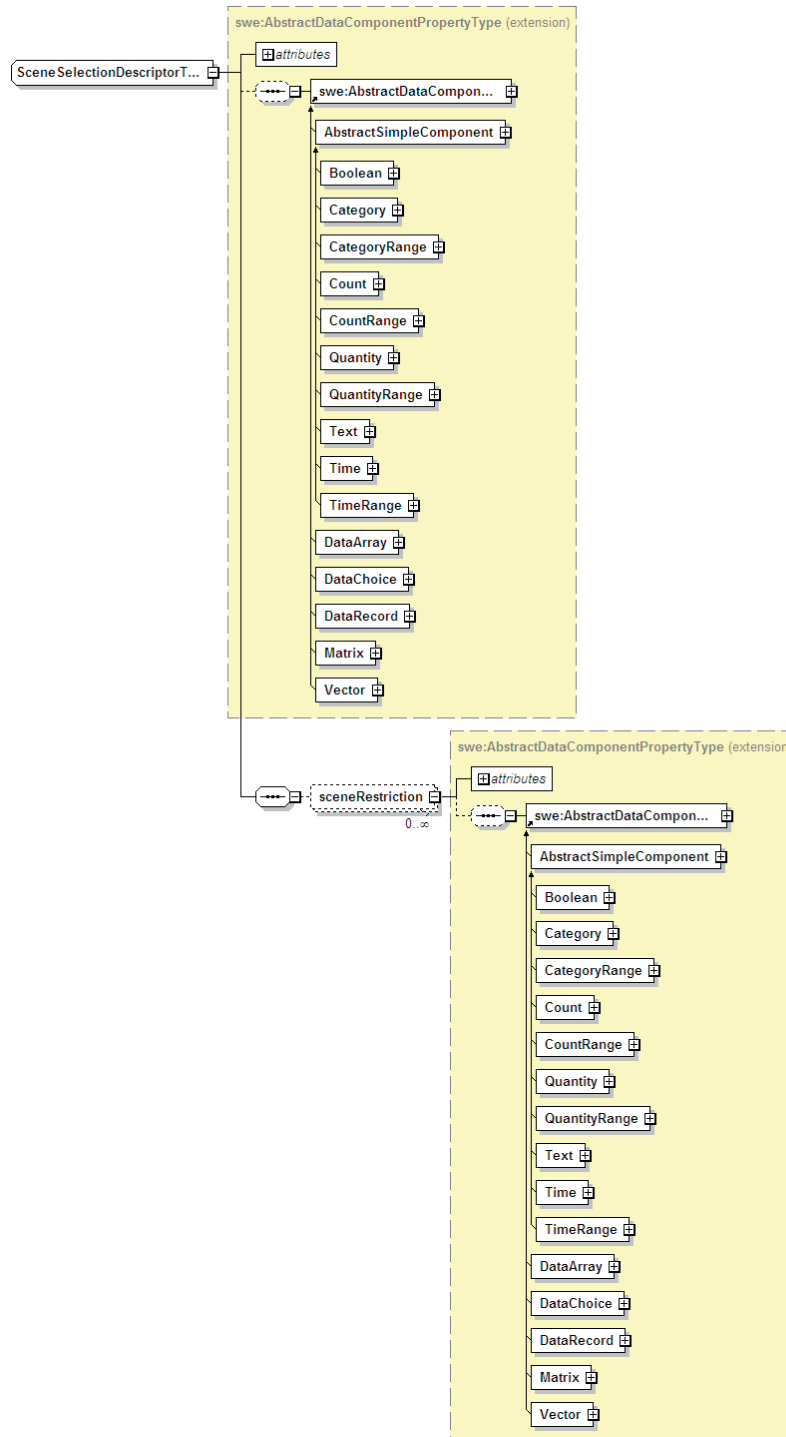 swe:AbstractDataComponentPropertyType (extension)
attributes
SceneSelectionDescriptorT...
swe:AbstractDataCompon...
AbstractSimpleComponent
Boolean
Category
CategoryRange
Count
CountRange
Quantity
QuantityRange
Text
Time
TimeRange
DataArray
DataChoice
DataRecord
Matrix
Vector
swe:AbstractDataComponentPropertyType (extension
attributes
sceneRestriction
0..∞
swe:AbstractDataCompon...
AbstractSimpleComponent
Boolean
Category
CategoryRange
Count
CountRange
Quantity
QuantityRange
Text
Time
TimeRange
DataArray
DataChoice
DataRecord
Matrix
Vector